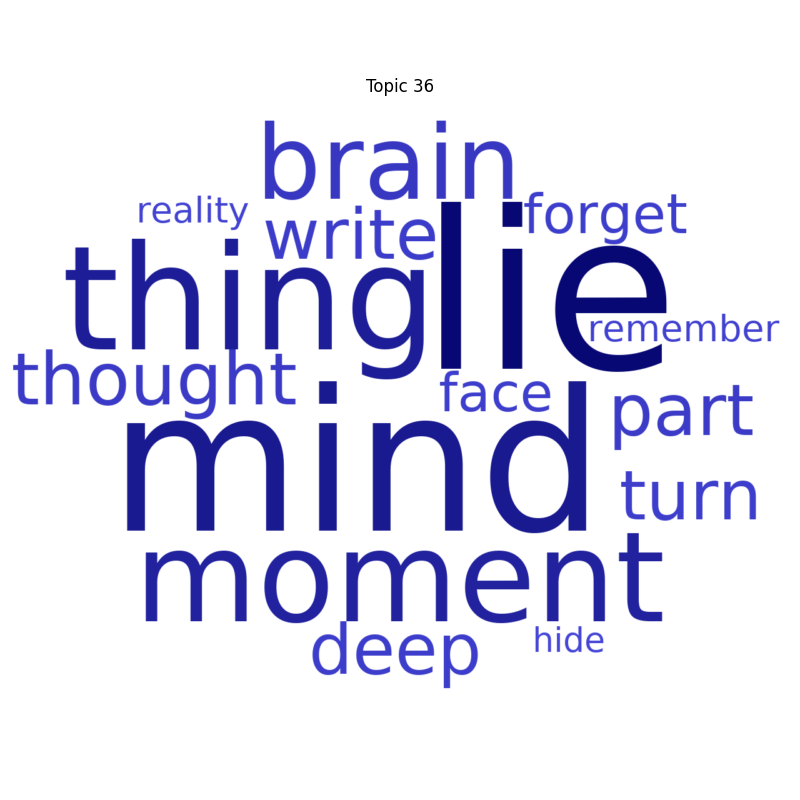 Topic 36
brain
reality
write
forget
thing
lie
remember
thought
face
part
mind
turn
moment
deep
hide